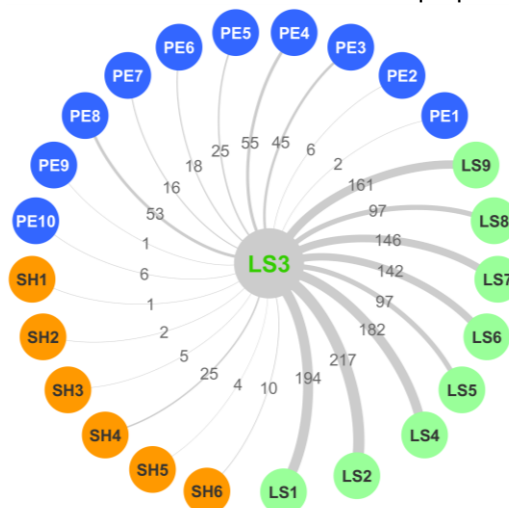 PE5
PE4
PE6
PE3
PE7
PE2
PE8
PE1
PE9
LS9
PE10
LS8
SH1
LS7
SH2
LS6
SH3
LS5
SH4
LS4
SH5
LS2
SH6
LS1
LS3
25
55
45
6
2
18
16
53
1
6
1
2
5
25
4
10
161
97
146
142
97
182
217
194